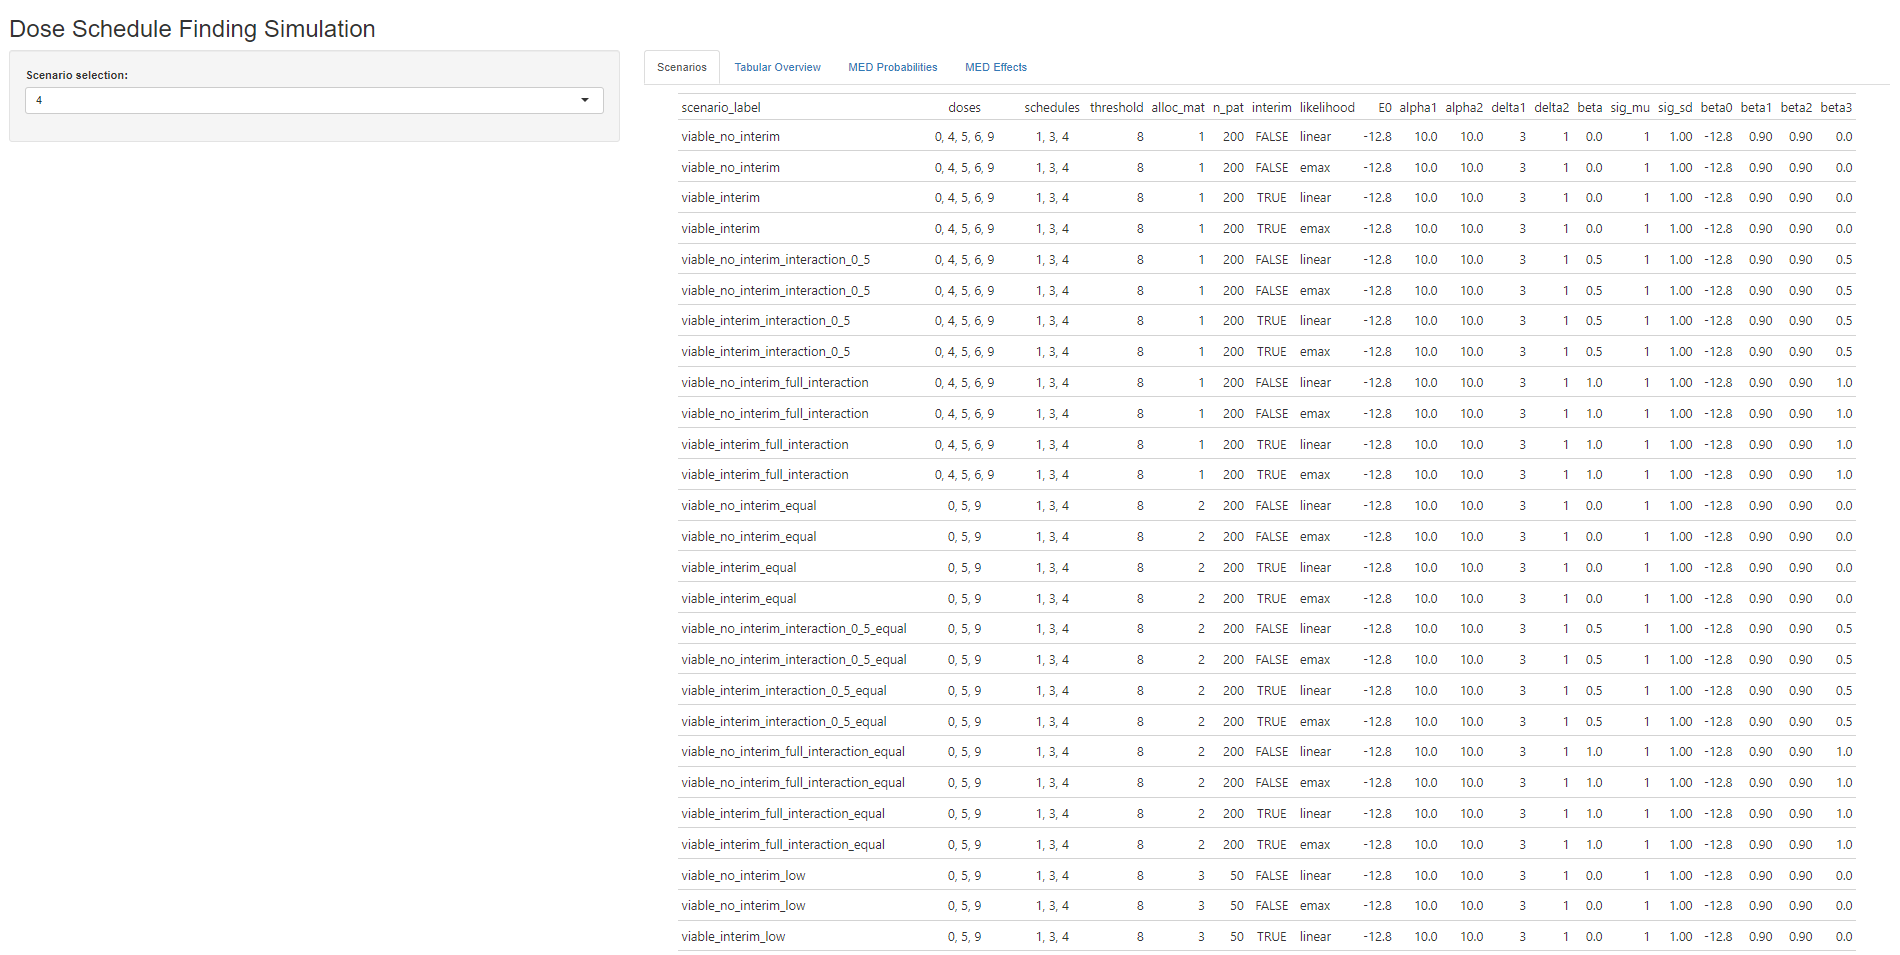 Dose Schedule Finding Simulation
Scenario selection:
4
Scenarios Tabular Overview MED Probabilities MED Effects
scenario_label doses schedules threshold alloc_mat n_pat interim likelihood E0 alpha1 alpha2 delta1 delta2 beta sig_mu sig_sd beta0 beta1 beta2 beta3
viable_no_interim 0, 4, 5, 6, 9 1, 3, 4 8 1 200 FALSE linear -12.8 10.0 10.0 3 1 0.0 1 1.00 -12.8 0.90 0.90 0.0
viable_no_interim 0, 4, 5, 6, 9 1, 3, 4 8 1 200 FALSE emax -12.8 10.0 10.0 3 1 0.0 1 1.00 -12.8 0.90 0.90 0.0
viable_interim 0, 4, 5, 6, 9 1, 3, 4 8 1 200 TRUE linear -12.8 10.0 10.0 3 1 0.0 1 1.00 -12.8 0.90 0.90 0.0
viable_interim 0, 4, 5, 6, 9 1, 3, 4 8 1 200 TRUE emax -12.8 10.0 10.0 3 1 0.0 1 1.00 -12.8 0.90 0.90 0.0
viable_no_interim_interaction_0_5 0, 4, 5, 6, 9 1, 3, 4 8 1 200 FALSE linear -12.8 10.0 10.0 3 1 0.5 1 1.00 -12.8 0.90 0.90 0.5
viable_no_interim_interaction_0_5 0, 4, 5, 6, 9 1, 3, 4 8 1 200 FALSE emax -12.8 10.0 10.0 3 1 0.5 1 1.00 -12.8 0.90 0.90 0.5
viable_interim_interaction_0_5 0, 4, 5, 6, 9 1, 3, 4 8 1 200 TRUE linear -12.8 10.0 10.0 3 1 0.5 1 1.00 -12.8 0.90 0.90 0.5
viable_interim_interaction_0_5 0, 4, 5, 6, 9 1, 3, 4 8 1 200 TRUE emax -12.8 10.0 10.0 3 1 0.5 1 1.00 -12.8 0.90 0.90 0.5
viable_no_interim_full_interaction 0, 4, 5, 6, 9 1, 3, 4 8 1 200 FALSE linear -12.8 10.0 10.0 3 1 1.0 1 1.00 -12.8 0.90 0.90 1.0
viable_no_interim_full_interaction 0, 4, 5, 6, 9 1, 3, 4 8 1 200 FALSE emax -12.8 10.0 10.0 3 1 1.0 1 1.00 -12.8 0.90 0.90 1.0
viable_interim_full_interaction 0, 4, 5, 6, 9 1, 3, 4 8 1 200 TRUE linear -12.8 10.0 10.0 3 1 1.0 1 1.00 -12.8 0.90 0.90 1.0
viable_interim_full_interaction 0, 4, 5, 6, 9 1, 3, 4 8 1 200 TRUE emax -12.8 10.0 10.0 3 1 1.0 1 1.00 -12.8 0.90 0.90 1.0
viable_no_interim_equal 0, 5, 9 1, 3, 4 8 2 200 FALSE linear -12.8 10.0 10.0 3 1 0.0 1 1.00 -12.8 0.90 0.90 0.0
viable_no_interim_equal 0, 5, 9 1, 3, 4 8 2 200 FALSE emax -12.8 10.0 10.0 3 1 0.0 1 1.00 -12.8 0.90 0.90 0.0
viable_interim_equal 0, 5, 9 1, 3, 4 8 2 200 TRUE linear -12.8 10.0 10.0 3 1 0.0 1 1.00 -12.8 0.90 0.90 0.0
viable_interim_equal 0, 5, 9 1, 3, 4 8 2 200 TRUE emax -12.8 10.0 10.0 3 1 0.0 1 1.00 -12.8 0.90 0.90 0.0
viable_no_interim_interaction_0_5_equal 0, 5, 9 1, 3, 4 8 2 200 FALSE linear -12.8 10.0 10.0 3 1 0.5 1 1.00 -12.8 0.90 0.90 0.5
viable_no_interim_interaction_0_5_equal 0, 5, 9 1, 3, 4 8 2 200 FALSE emax -12.8 10.0 10.0 3 1 0.5 1 1.00 -12.8 0.90 0.90 0.5
viable_interim_interaction_0_5_equal 0, 5, 9 1, 3, 4 8 2 200 TRUE linear -12.8 10.0 10.0 3 1 0.5 1 1.00 -12.8 0.90 0.90 0.5
viable_interim_interaction_0_5_equal 0, 5, 9 1, 3, 4 8 2 200 TRUE emax -12.8 10.0 10.0 3 1 0.5 1 1.00 -12.8 0.90 0.90 0.5
viable_no_interim_full_interaction_equal 0, 5, 9 1, 3, 4 8 2 200 FALSE linear -12.8 10.0 10.0 3 1 1.0 1 1.00 -12.8 0.90 0.90 1.0
viable_no_interim_full_interaction_equal 0, 5, 9 1, 3, 4 8 2 200 FALSE emax -12.8 10.0 10.0 3 1 1.0 1 1.00 -12.8 0.90 0.90 1.0
viable_interim_full_interaction_equal 0, 5, 9 1, 3, 4 8 2 200 TRUE linear -12.8 10.0 10.0 3 1 1.0 1 1.00 -12.8 0.90 0.90 1.0
viable_interim_full_interaction_equal 0, 5, 9 1, 3, 4 8 2 200 TRUE emax -12.8 10.0 10.0 3 1 1.0 1 1.00 -12.8 0.90 0.90 1.0
viable_no_interim_low 0, 5, 9 1, 3, 4 8 3 50 FALSE linear -12.8 10.0 10.0 3 1 0.0 1 1.00 -12.8 0.90 0.90 0.0
viable_no_interim_low 0, 5, 9 1, 3, 4 8 3 50 FALSE emax -12.8 10.0 10.0 3 1 0.0 1 1.00 -12.8 0.90 0.90 0.0
viable_interim_low 0, 5, 9 1, 3, 4 8 3 50 TRUE linear -12.8 10.0 10.0 3 1 0.0 1 1.00 -12.8 0.90 0.90 0.0